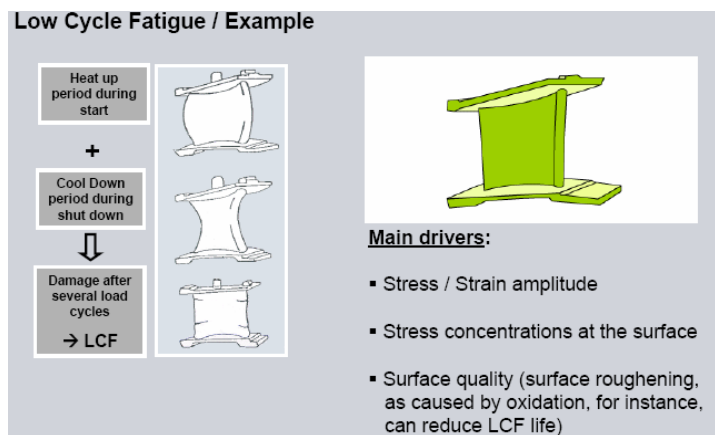 Low Cycle Fatigue / Example
Heat up
period during
start
+
Cool Down
period during
shut down
Damage after
several load
cycles
→ LCF
Main drivers:
▪ Stress / Strain amplitude
▪ Stress concentrations at the surface
▪ Surface quality (surface roughening,
as caused by oxidation, for instance,
can reduce LCF life)